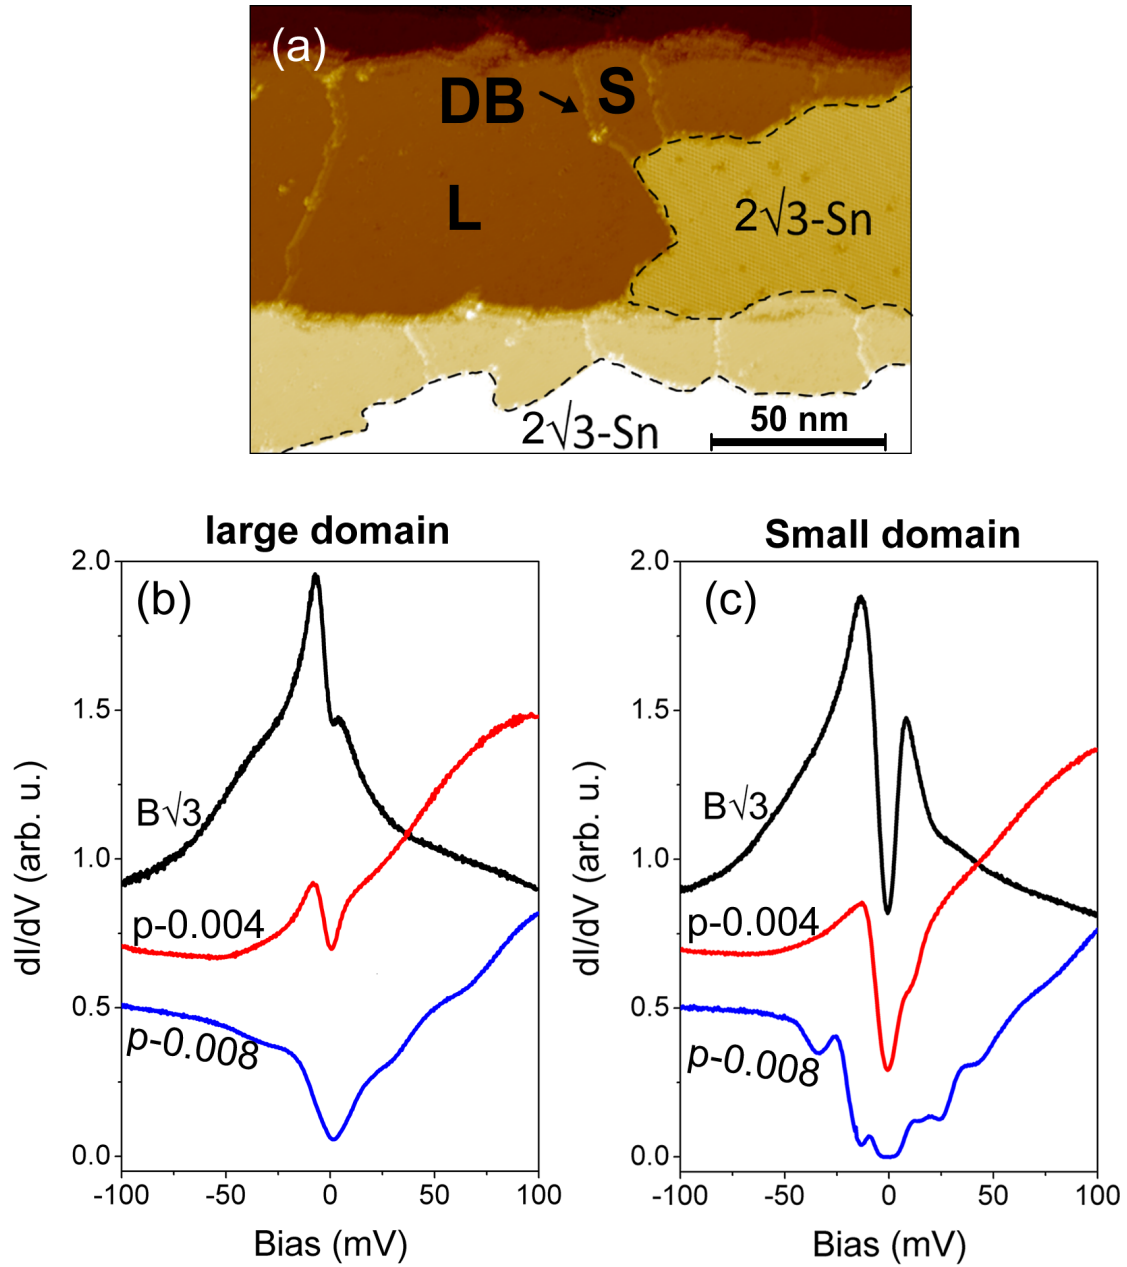 (a)
DB
S
L
2√3-Sn
2√3-Sn
50 nm
large domain
Small domain
(b)
(c)
2.0
1.5
1.0
0.5
0.0
B√3
p-0.004
p-0.008
B√3
p-0.004
p-0.008
2.0
1.5
1.0
0.5
0.0
-100
-50
0
50
100
-100
-50
0
50
100
dI/dV (arb. u.)
dI/dV (arb. u.)
Bias (mV)
Bias (mV)